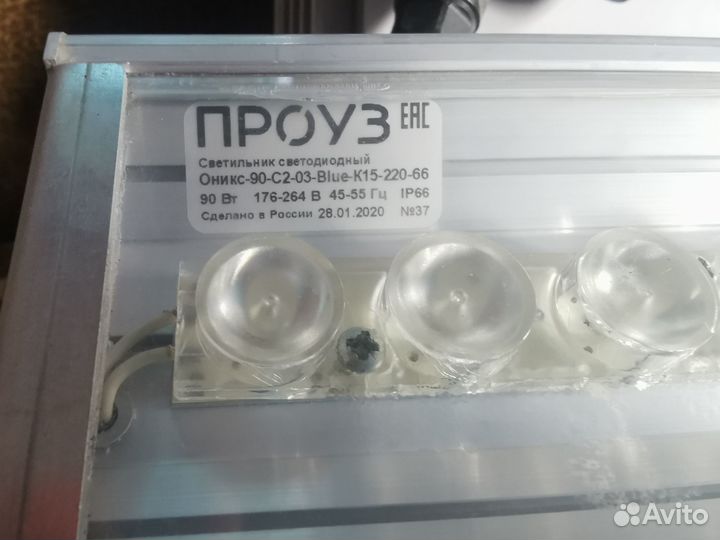 ПРОУЗ EAC
Светильник светодиодный
Оникс-90-С2-03-Blue-К15-220-66
90 Вт 176-264 В 45-55 Гц IP66
Сделано в России 28.01.2020 №37
Avito